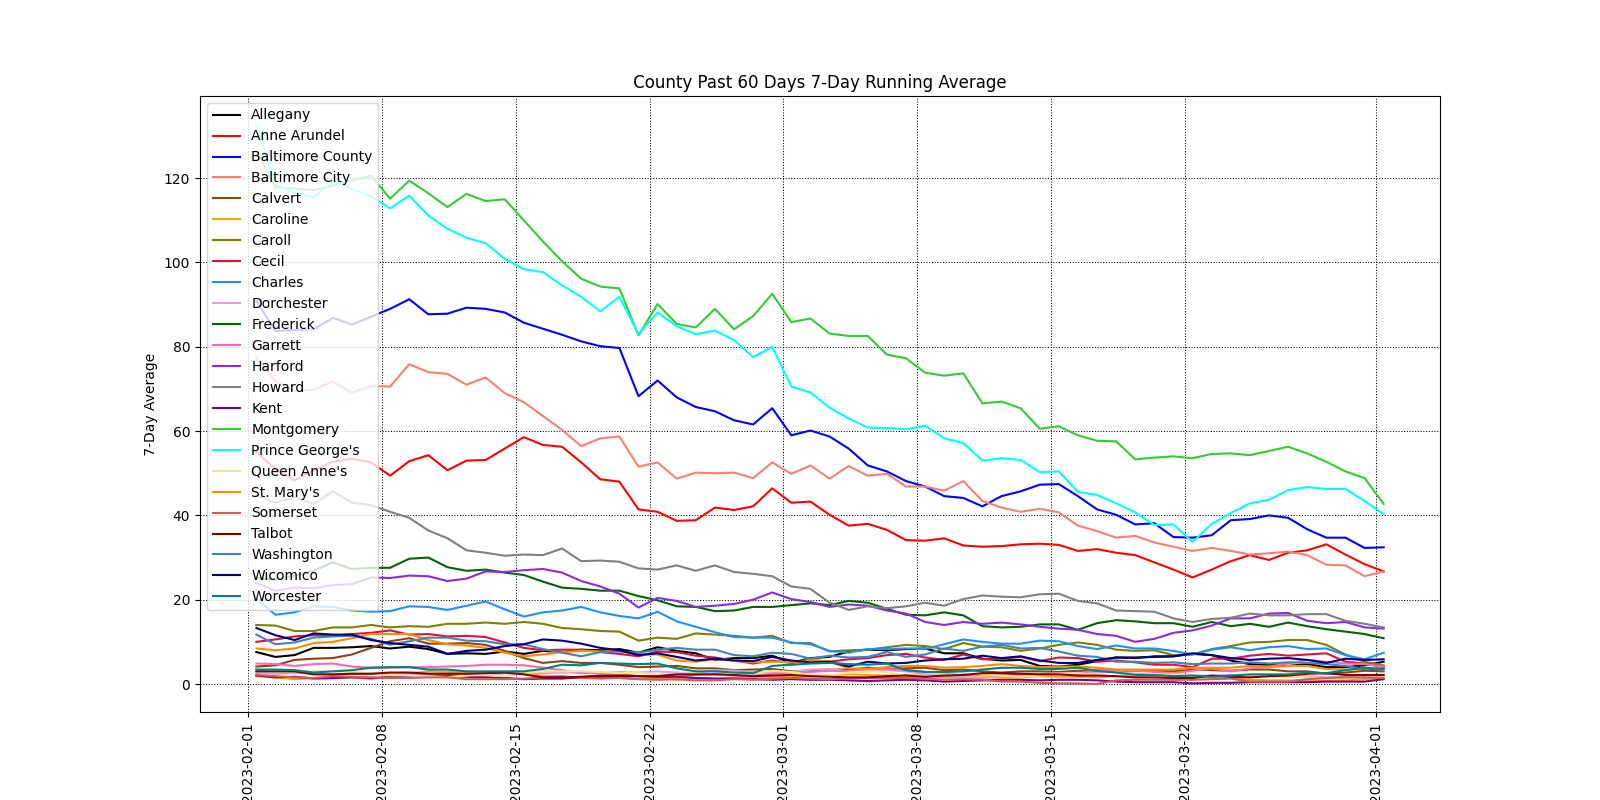 County Past 60 Days 7-Day Running Average
7-Day Average
120
100
80
60
40
20
0
Allegany
Anne Arundel
Baltimore County
Baltimore City
Calvert
Caroline
Caroll
Cecil
Charles
Dorchester
Frederick
Garrett
Harford
Howard
Kent
Montgomery
Prince George's
Queen Anne's
St. Mary's
Somerset
Talbot
Washington
Wicomico
Worcester
2023-02-01
2023-02-08
2023-02-15
2023-02-22
2023-03-01
2023-03-08
2023-03-15
2023-03-22
2023-04-01